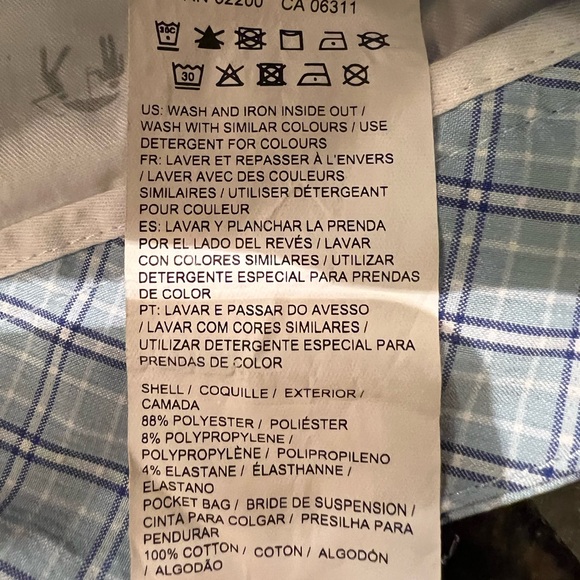 02200 CA 06311
30C
30
US: WASH AND IRON INSIDE OUT /
WASH WITH SIMILAR COLOURS / USE
DETERGENT FOR COLOURS
FR: LAVER ET REPASSER À L'ENVERS
/ LAVER AVEC DES COULEURS
SIMILAIRES / UTILISER DÉTERGEANT
POUR COULEUR
ES: LAVAR Y PLANCHAR LA PRENDA
POR EL LADO DEL REVÉS / LAVAR
CON COLORES SIMILARES / UTILIZAR
DETERGENTE ESPECIAL PARA PRENDAS
DE COLOR
PT: LAVAR E PASSAR DO AVESSO
/ LAVAR COM CORES SIMILARES /
UTILIZAR DETERGENTE ESPECIAL PARA
PRENDAS DE COLOR
SHELL / COQUILLE / EXTERIOR /
CAMADA
88% POLYESTER / POLIÉSTER
8% POLYPROPYLENE /
POLYPROPYLÈNE / POLIPROPILENO
4% ELASTANE / ÉLASTHANNE /
ELASTANO
POCKET BAG / BRIDE DE SUSPENSION /
CINTA PARA COLGAR / PRESILHA PARA
PENDURAR
100% COTTON / COTON / ALGODÓN
/ ALGODÃO